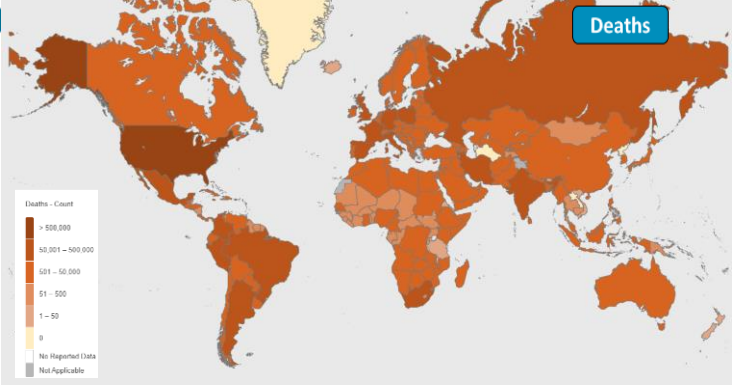 Deaths
Deaths - Count
> 500,000
50,001 – 500,000
501 – 50,000
51 – 500
1 – 50
0
No Reported Data
Not Applicable